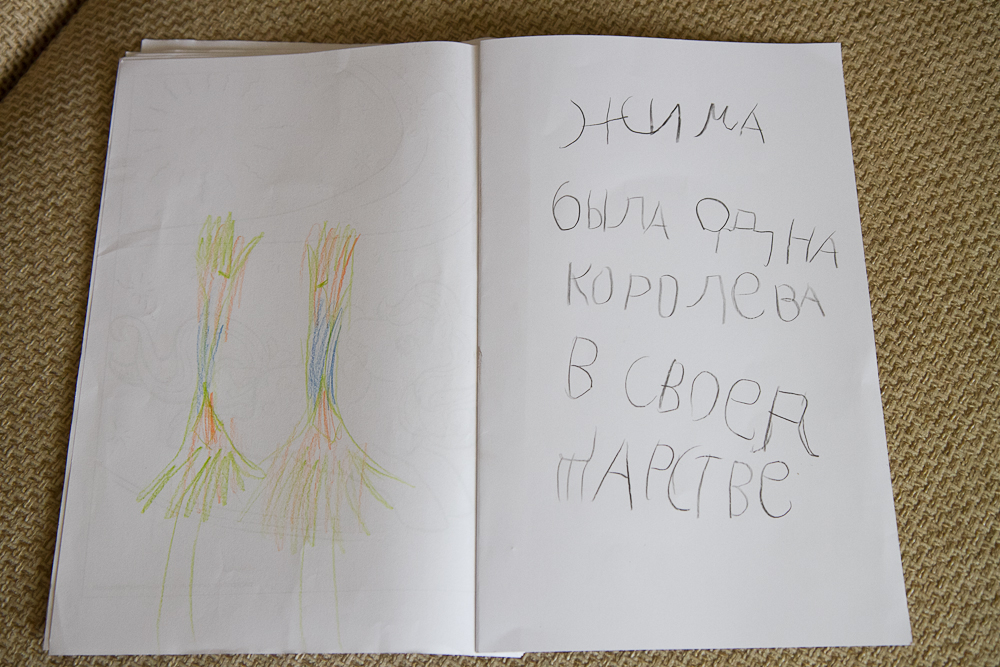 ЖИМА
БЫЛА ОДНА
КОРОЛЕВА
В СВОЕЯ
ЦАРСТВЕ